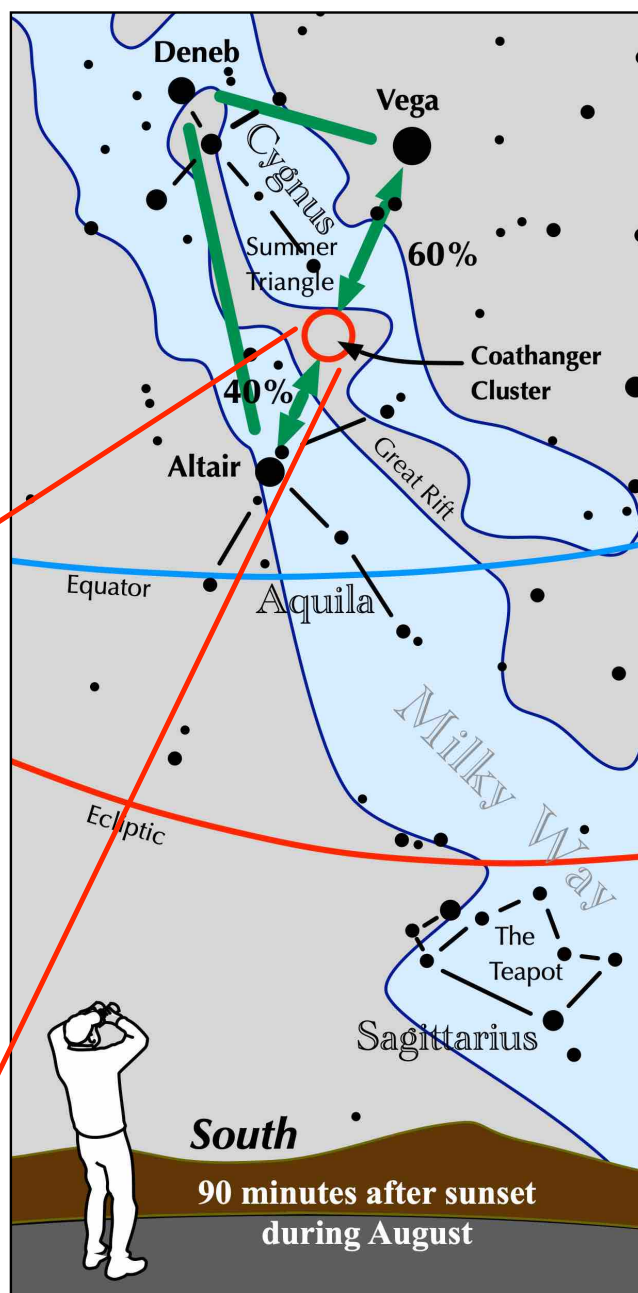 Deneb
Vega
Cygnus
Summer
Triangle
60%
Coathanger
Cluster
40%
Altair
Great Rift
Equator
Aquila
Milky Way
Ecliptic
The
Teapot
Sagittarius
South
90 minutes after sunset
during August